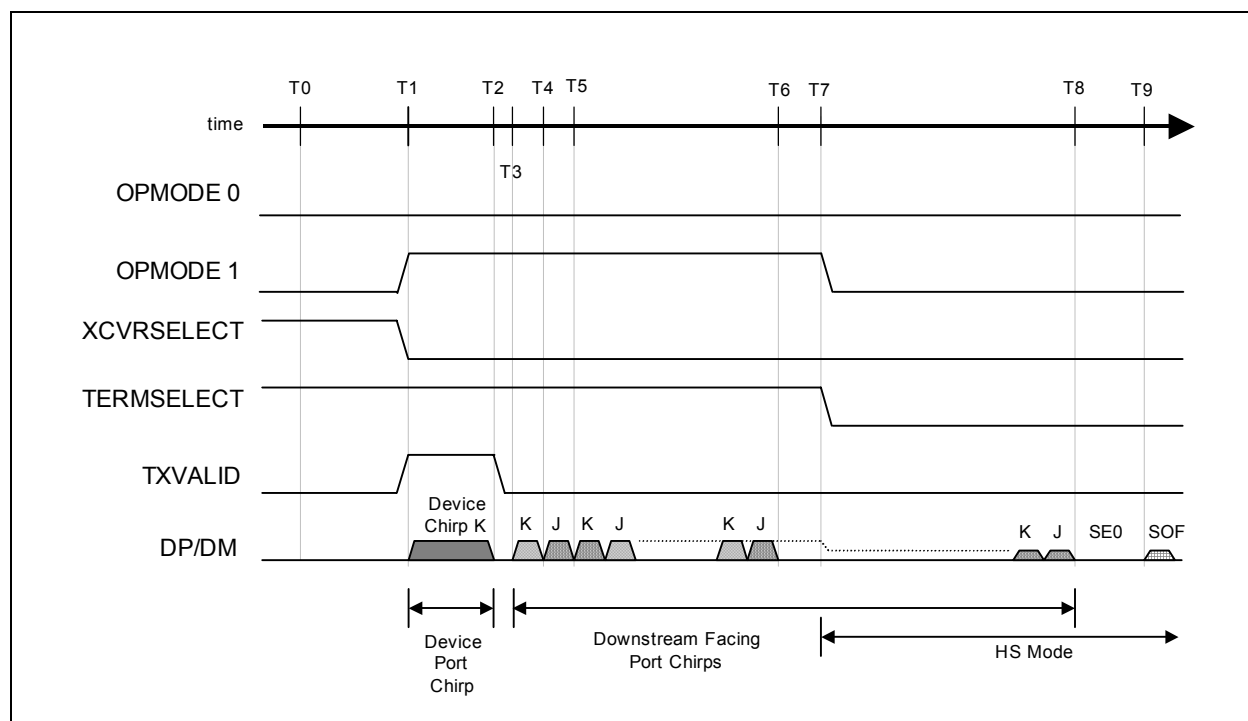 T0 T1 T2 T4 T5 T6 T7 T8 T9
time
T3
OPMODE 0
OPMODE 1
XCVRSELECT
TERMSELECT
TXVALID
Device
Chirp K
K J K J K J K J SE0 SOF
DP/DM
Device
Port
Chirp
Downstream Facing
Port Chirps
HS Mode